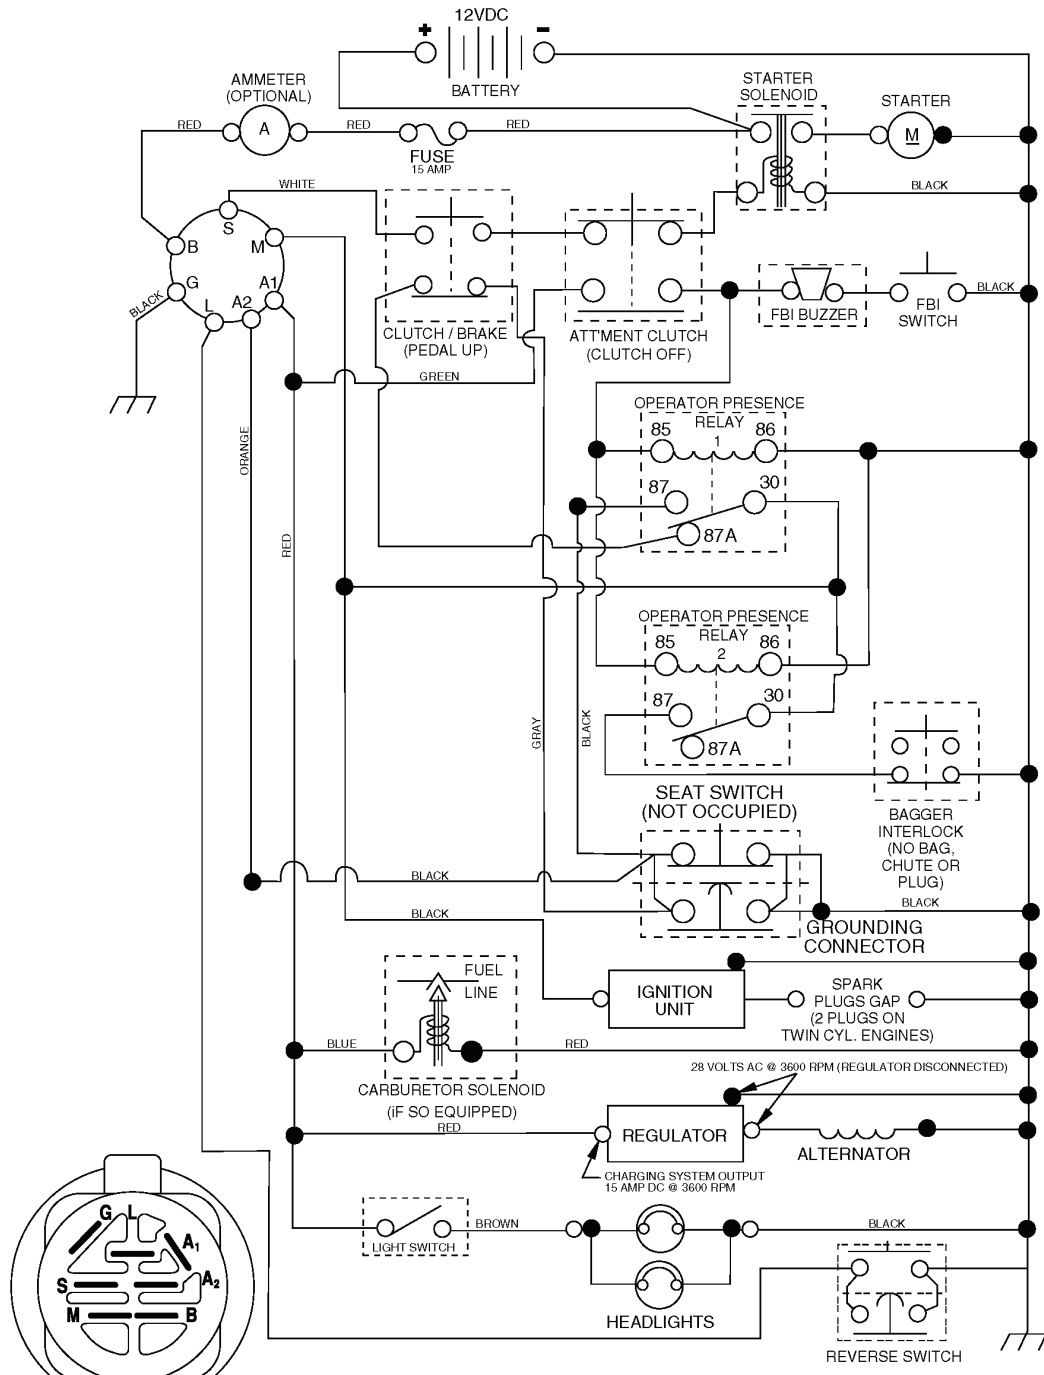 12VDC
+
-
BATTERY
AMMETER
(OPTIONAL)
A
RED
RED
RED
FUSE
15 AMP
STARTER
SOLENOID
STARTER
M
WHITE
BLACK
S
B
M
G
A1
A2
L
BLACK
CLUTCH / BRAKE
(PEDAL UP)
ATT'MENT CLUTCH
(CLUTCH OFF)
FBI BUZZER
FBI
SWITCH
BLACK
GREEN
ORANGE
RED
OPERATOR PRESENCE
RELAY
1
85
86
87
30
87A
OPERATOR PRESENCE
RELAY
2
85
86
87
30
87A
GRAY
BLACK
SEAT SWITCH
(NOT OCCUPIED)
BAGGER
INTERLOCK
(NO BAG,
CHUTE OR
PLUG)
BLACK
BLACK
BLACK
GROUNDING
CONNECTOR
FUEL
LINE
IGNITION
UNIT
SPARK
PLUGS GAP
(2 PLUGS ON
TWIN CYL. ENGINES)
BLUE
RED
CARBURETOR SOLENOID
(iF SO EQUIPPED)
28 VOLTS AC @ 3600 RPM (REGULATOR DISCONNECTED)
RED
REGULATOR
ALTERNATOR
CHARGING SYSTEM OUTPUT
15 AMP DC @ 3600 RPM
G
L
A1
A2
S
M
B
LIGHT SWITCH
BROWN
BLACK
HEADLIGHTS
REVERSE SWITCH